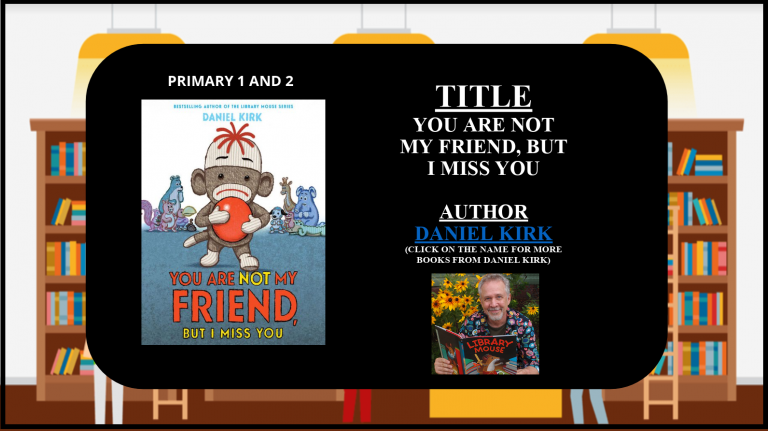 PRIMARY 1 AND 2
BESTSELLING AUTHOR OF THE LIBRARY MOUSE SERIES
DANIEL KIRK
YOU ARE NOT MY
FRIEND,
BUT I MISS YOU
TITLE
YOU ARE NOT
MY FRIEND, BUT
I MISS YOU
AUTHOR
DANIEL KIRK
(CLICK ON THE NAME FOR MORE
BOOKS FROM DANIEL KIRK)
LIBRARY
MOUSE